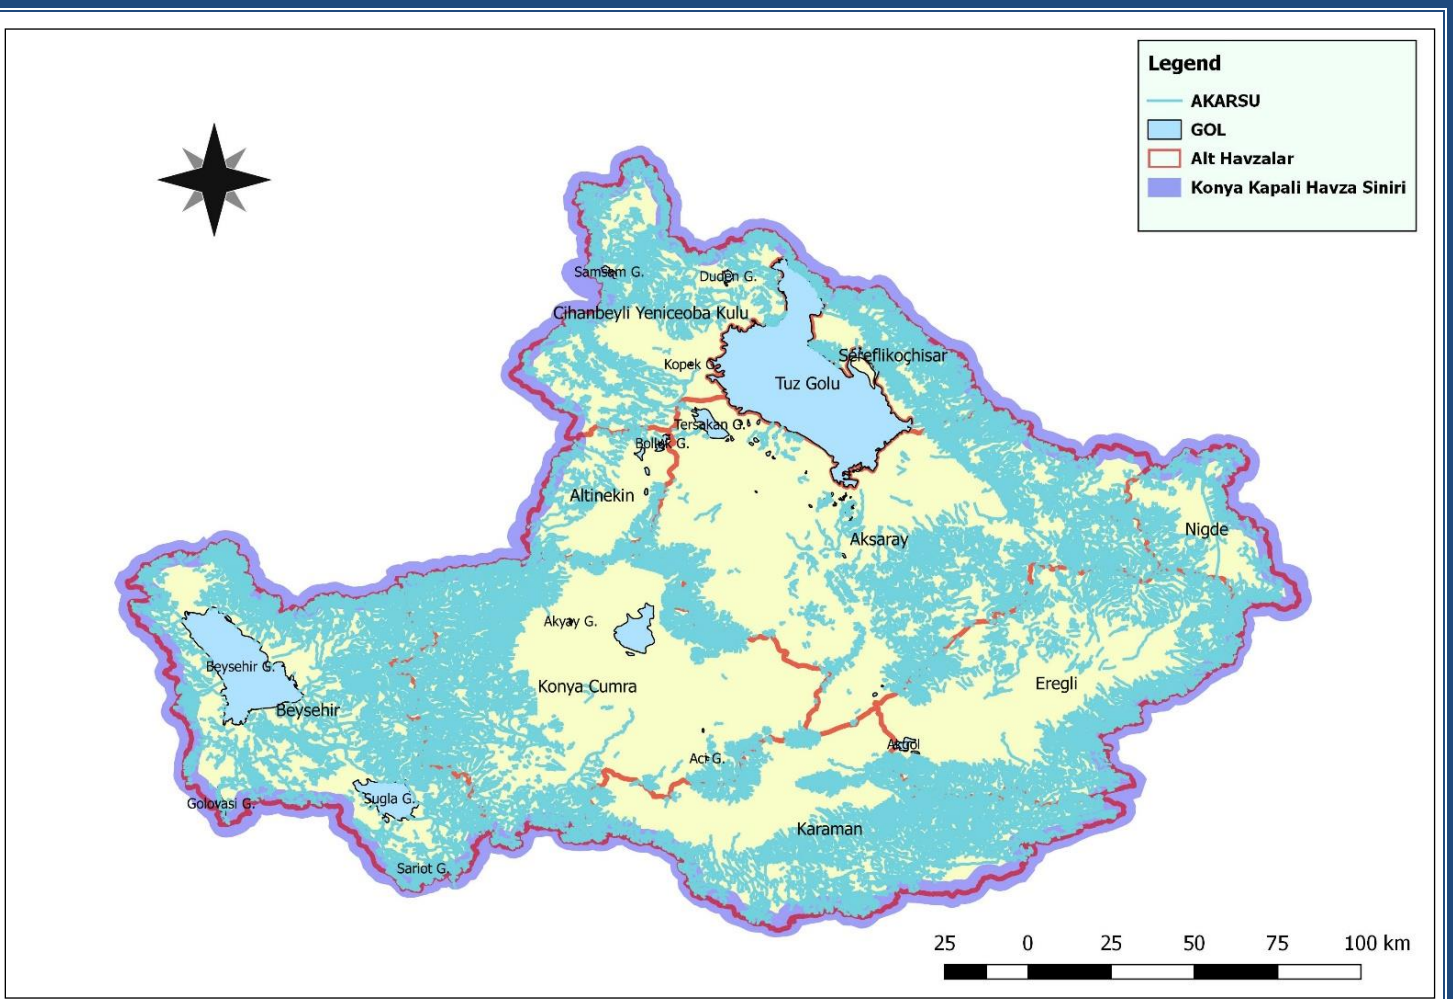 Legend
AKARSU
GOL
Alt Havzalar
Konya Kapali Havza Siniri
Samsam G.
Duden G.
Cihanbeyli Yeniceoba Kulu
Sereflikochisar
Kopek G.
Tuz Golu
Tersakan G.
Bolluk G.
Altinekin
Nigde
Aksaray
Akyay G.
Beysehir G.
Konya Cumra
Eregli
Beysehir
Akgol
Aci G.
Sugla G.
Golovasi G.
Karaman
Sariot G.
25 0 25 50 75 100 km